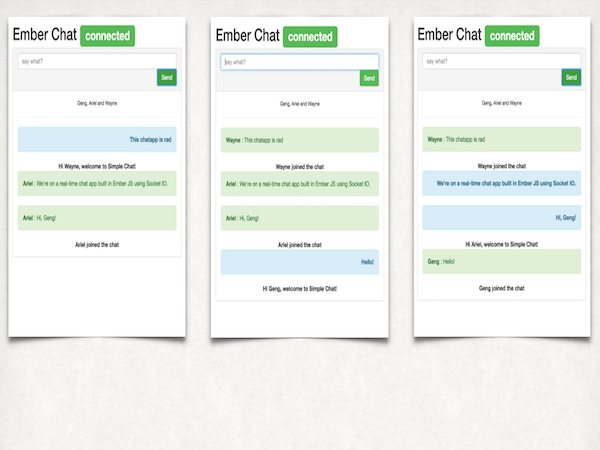 Ember Chat connected
say what?
Send
Geng, Ariel and Wayne
This chatapp is rad
Hi Wayne, welcome to Simple Chat!
Ariel : We're on a real-time chat app built in Ember JS using Socket IO.
Ariel : Hi, Geng!
Ariel joined the chat
Ember Chat connected
say what?
Send
Geng, Ariel and Wayne
Wayne : This chatapp is rad
Wayne joined the chat
Ariel : We're on a real-time chat app built in Ember JS using Socket IO.
Ariel : Hi, Geng!
Ariel joined the chat
Hello!
Hi Geng, welcome to Simple Chat!
Ember Chat connected
say what?
Send
Geng, Ariel and Wayne
Wayne : This chatapp is rad
Wayne joined the chat
We're on a real-time chat app built in Ember JS using Socket IO.
Hi, Geng!
Hi Ariel, welcome to Simple Chat!
Geng : Hello!
Geng joined the chat